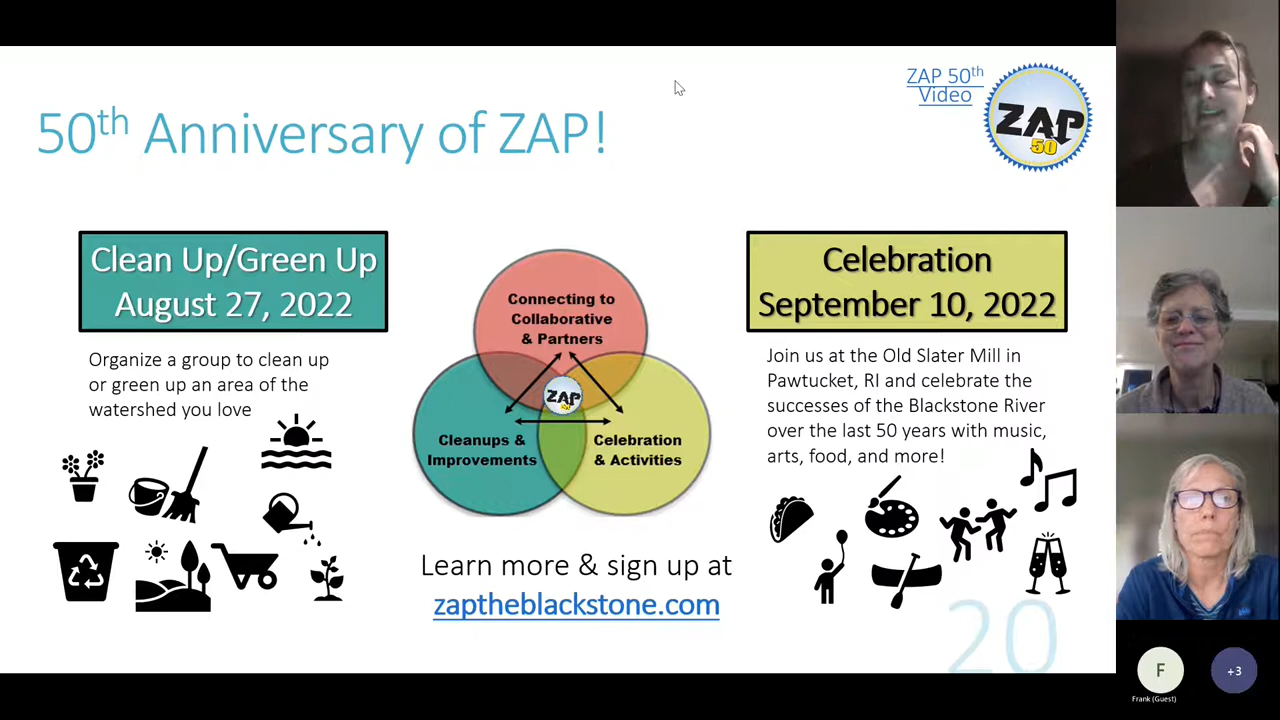 50th Anniversary of ZAP!
ZAP 50th
Video
ZAP
50
Clean Up/Green Up
August 27, 2022
Organize a group to clean up
or green up an area of the
watershed you love
Connecting to
Collaborative
& Partners
ZAP
Cleanups &
Improvements
Celebration
& Activities
Learn more & sign up at
zaptheblackstone.com
Celebration
September 10, 2022
Join us at the Old Slater Mill in
Pawtucket, RI and celebrate the
successes of the Blackstone River
over the last 50 years with music,
arts, food, and more!
20
F
Frank (Guest)
+3